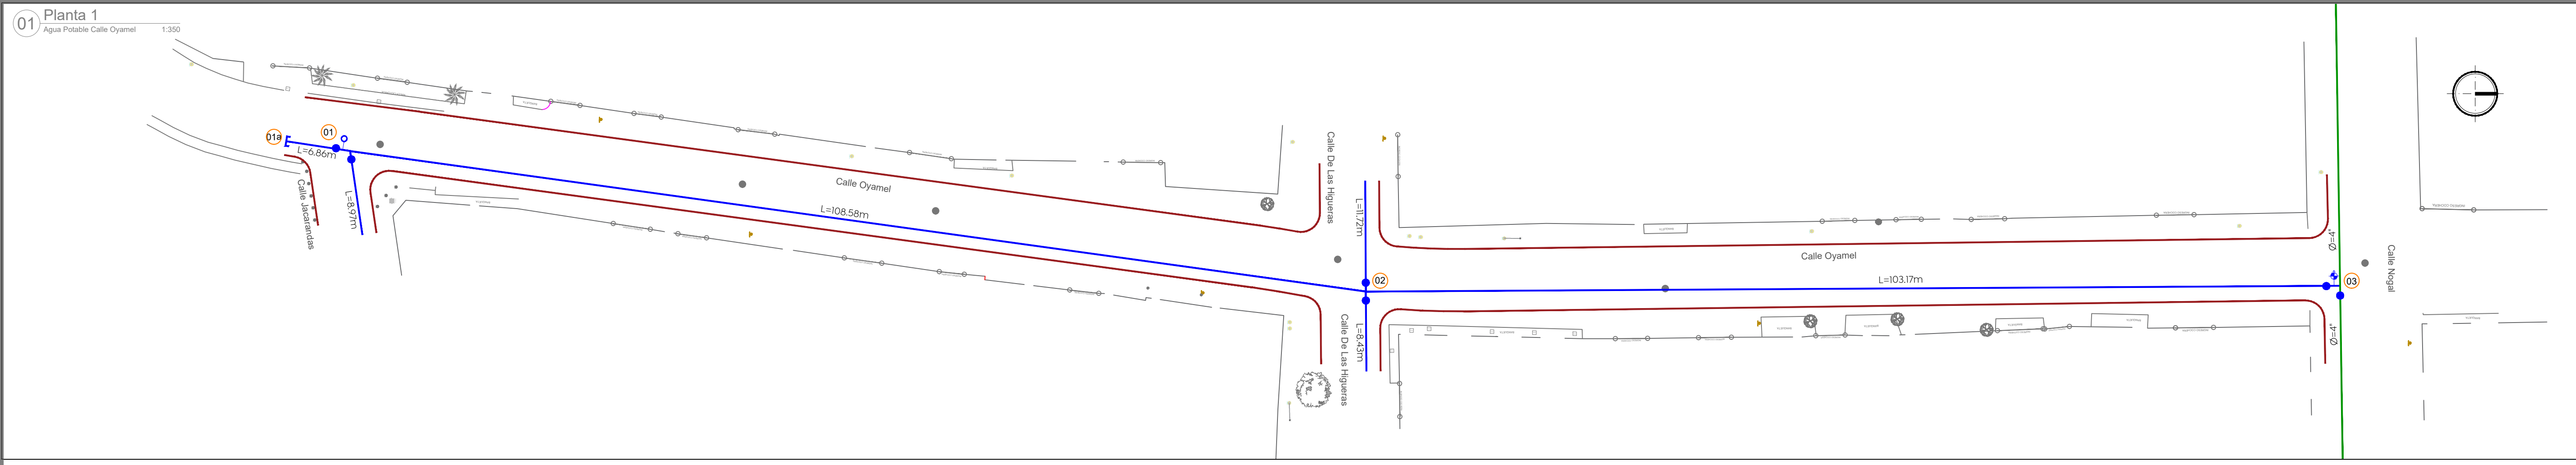 01
Planta 1
Agua Potable Calle Oyamel 1:350
01a
01
L=6.86m
Calle Jacarandas
L=8.97m
Calle Oyamel
L=108.58m
Calle De Las Higueras
L=11.72m
02
Calle De Las Higueras
L=8.43m
Calle Oyamel
L=103.17m
Ø=4"
03
Ø=4"
Calle Nogal